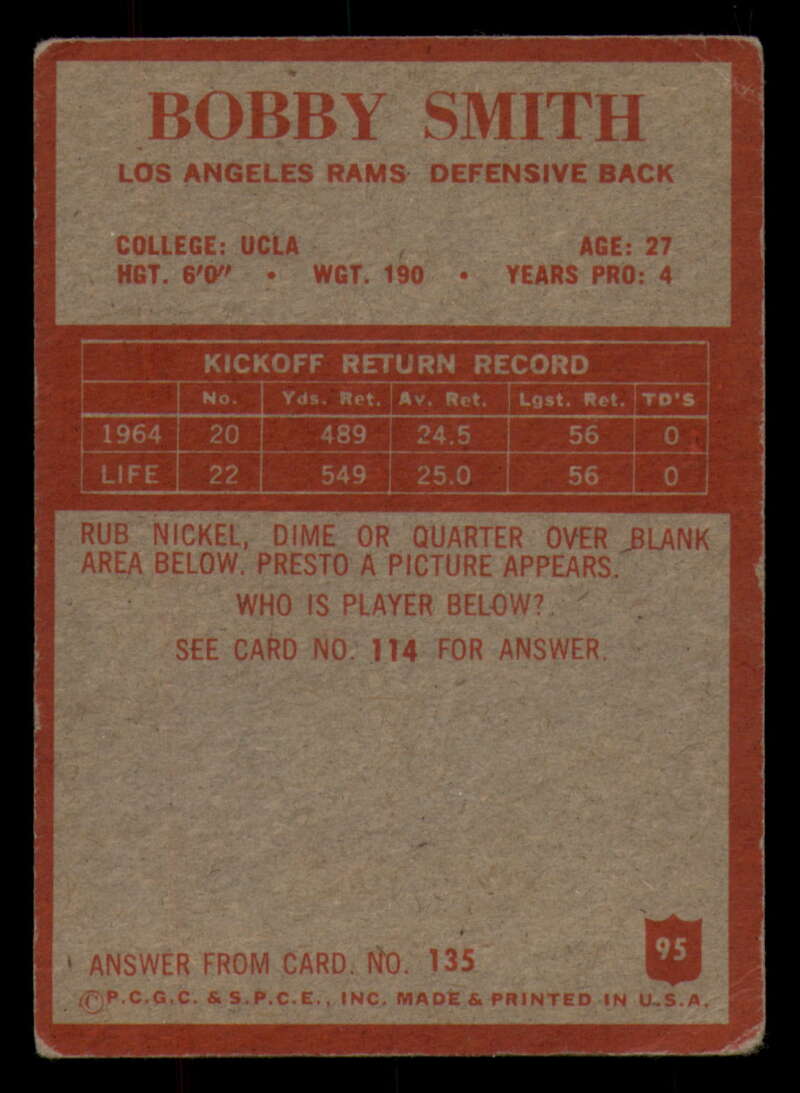 BOBBY SMITH
LOS ANGELES RAMS DEFENSIVE BACK
COLLEGE: UCLA AGE: 27
HGT. 6'0" • WGT. 190 • YEARS PRO: 4
KICKOFF RETURN RECORD
No. Yds. Ret. Av. Ret. Lgst. Ret. TD'S
1964 20 489 24.5 56 0
LIFE 22 549 25.0 56 0
RUB NICKEL, DIME OR QUARTER OVER BLANK
AREA BELOW. PRESTO A PICTURE APPEARS.
WHO IS PLAYER BELOW?
SEE CARD NO. 114 FOR ANSWER.
95
ANSWER FROM CARD. NO. 135
©P.C.G.C. & S.P.C.E., INC. MADE & PRINTED IN U.S.A.